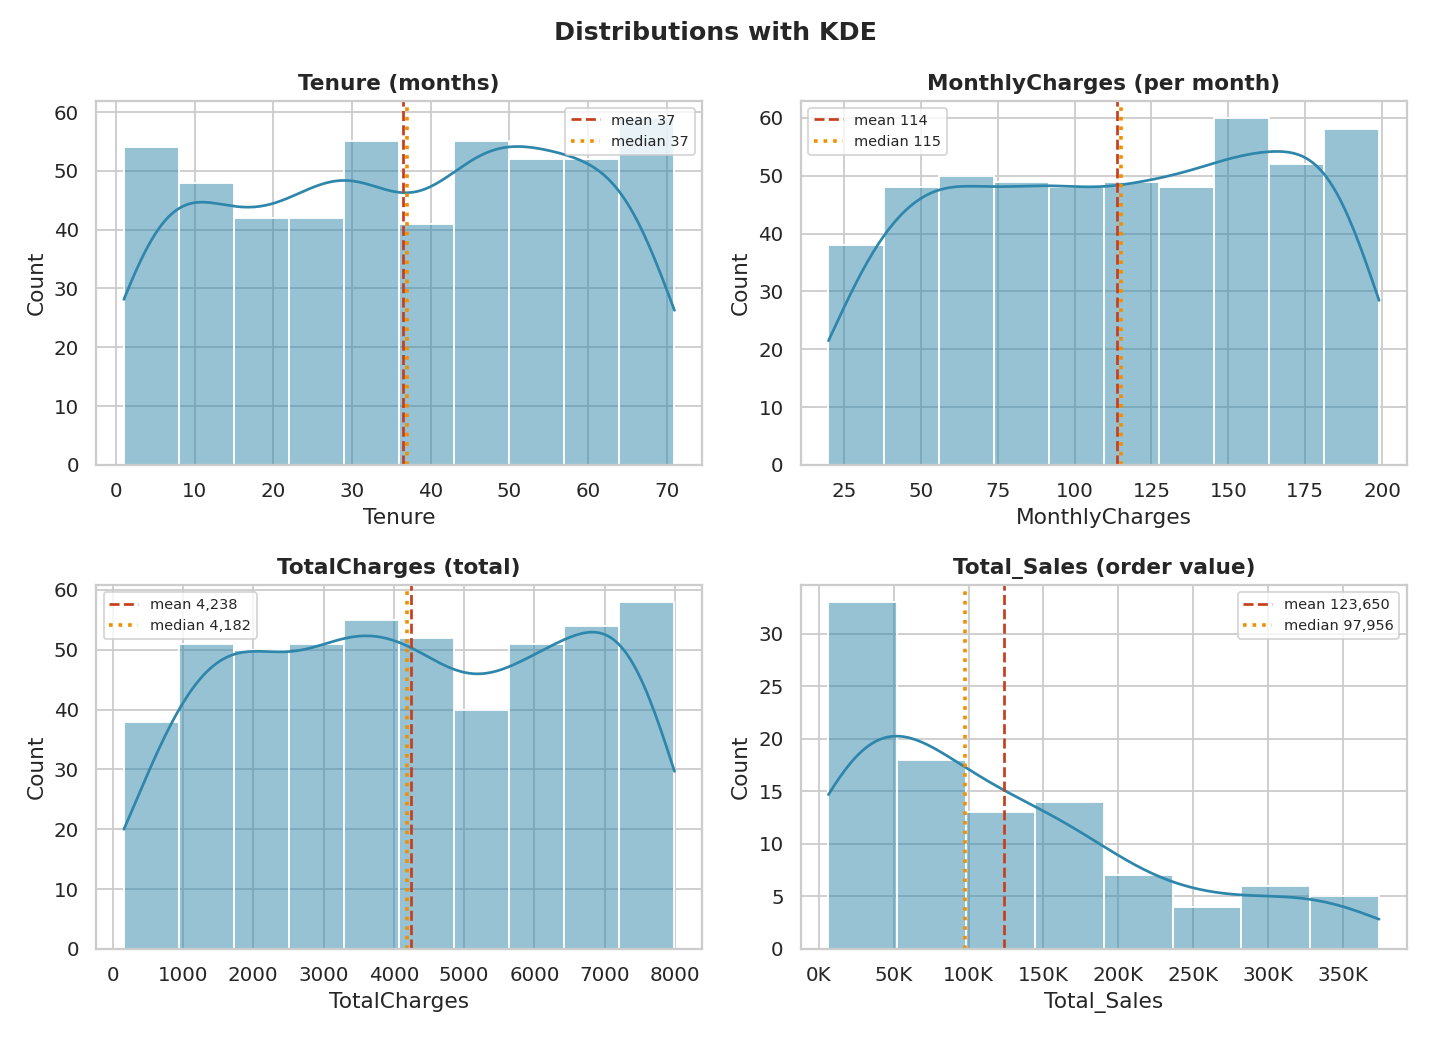 Distributions with KDE
Tenure (months)
mean 37
median 37
Count
0
10
20
30
40
50
60
0 10 20 30 40 50 60 70
Tenure
MonthlyCharges (per month)
mean 114
median 115
Count
0
10
20
30
40
50
60
25 50 75 100 125 150 175 200
MonthlyCharges
TotalCharges (total)
mean 4,238
median 4,182
Count
0
10
20
30
40
50
60
0 1000 2000 3000 4000 5000 6000 7000 8000
TotalCharges
Total_Sales (order value)
mean 123,650
median 97,956
Count
0
5
10
15
20
25
30
0K 50K 100K 150K 200K 250K 300K 350K
Total_Sales